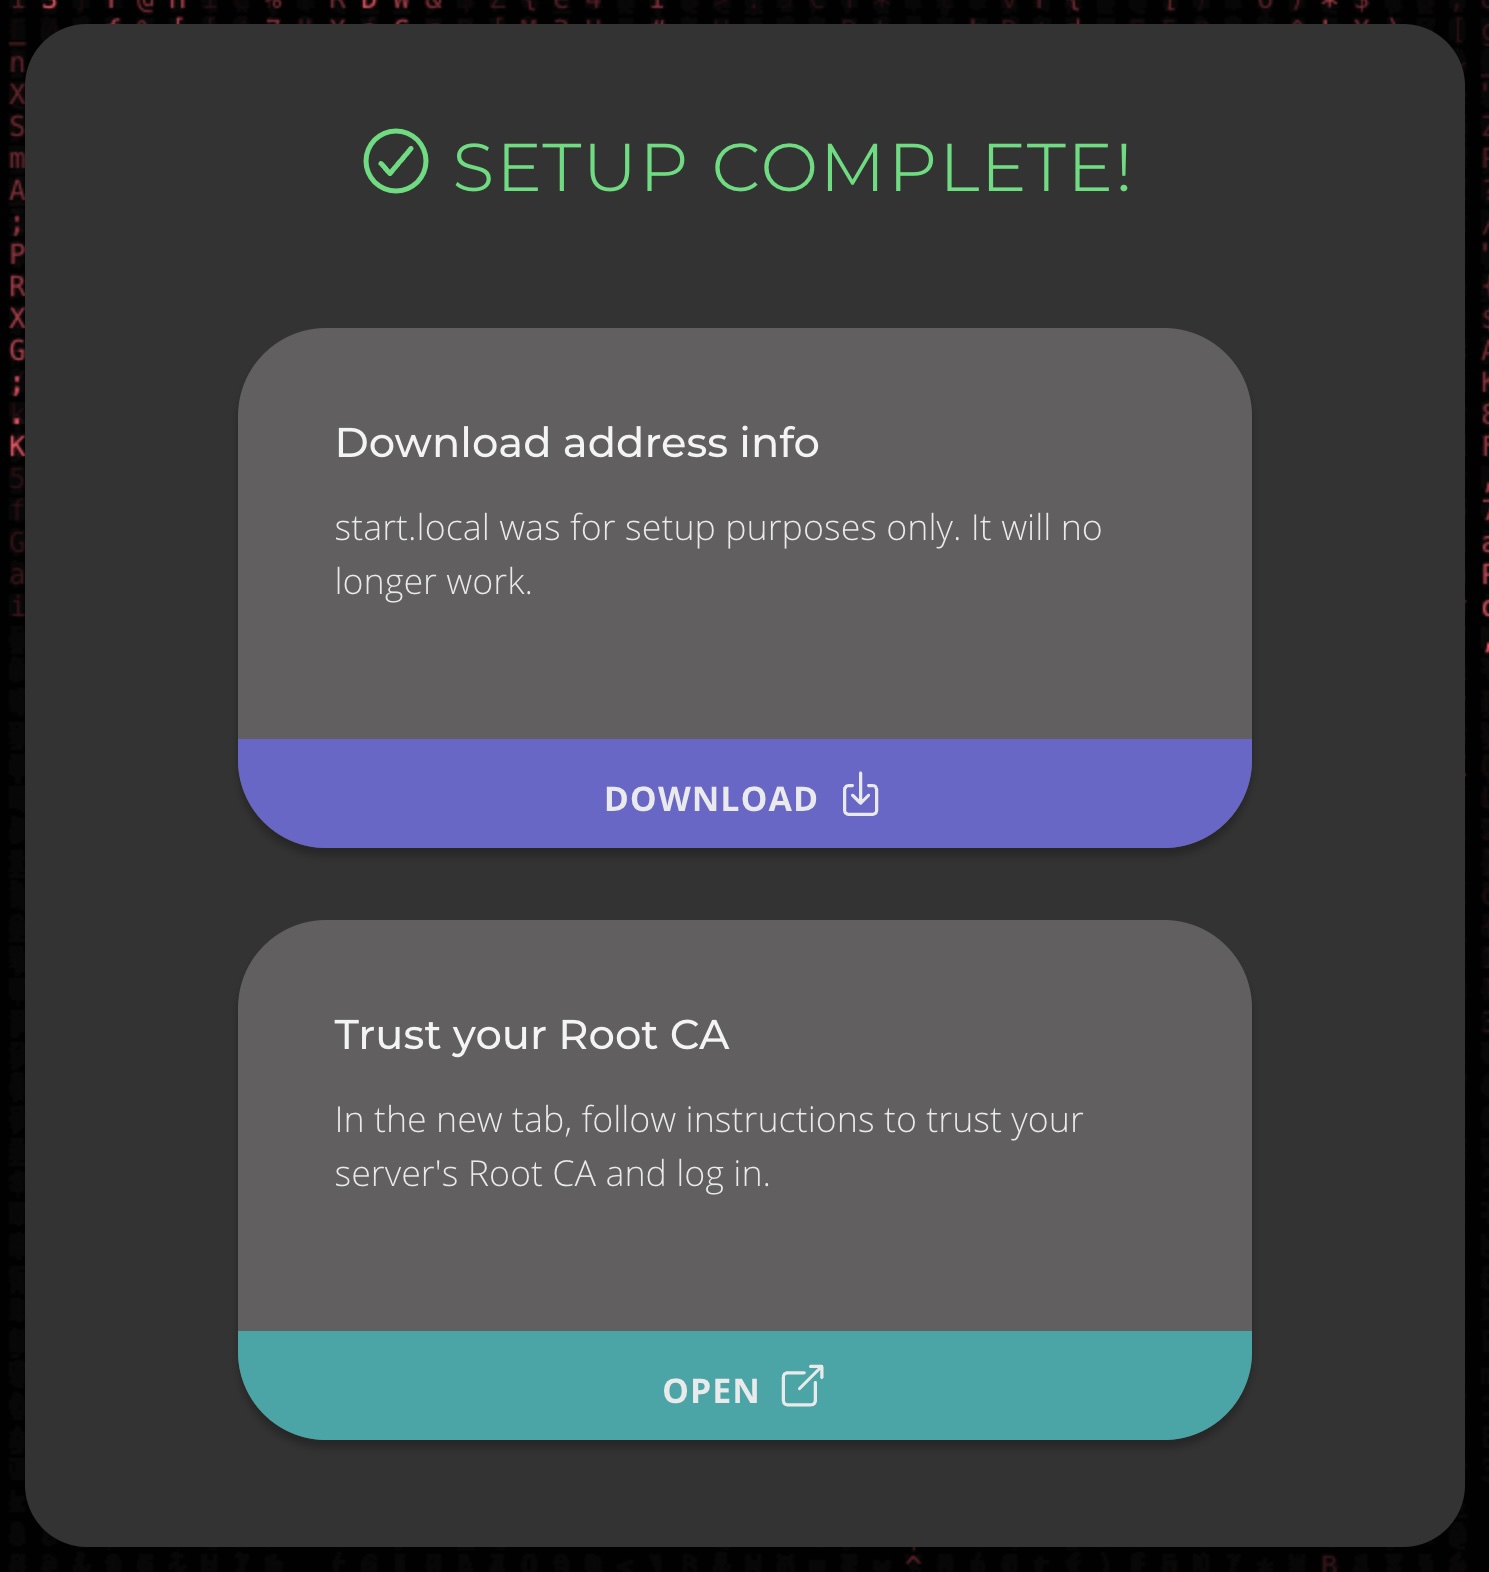 SETUP COMPLETE!
Download address info
start.local was for setup purposes only. It will no
longer work.
DOWNLOAD
Trust your Root CA
In the new tab, follow instructions to trust your
server's Root CA and log in.
OPEN